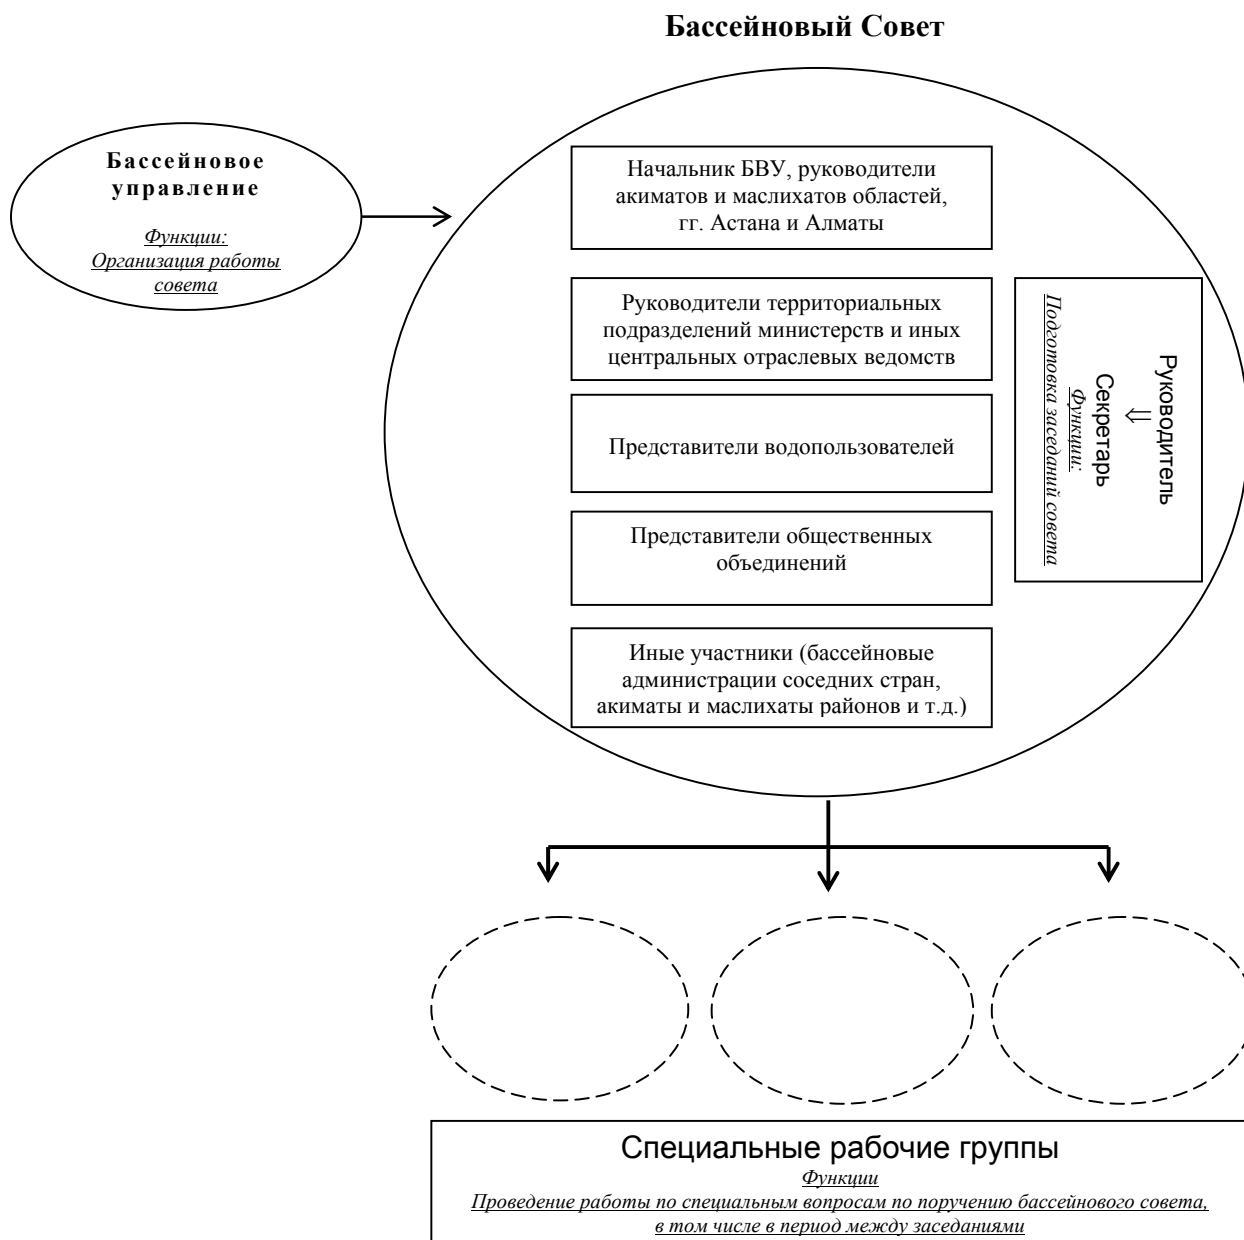 Бассейновый Совет
Бассейновое
управление
Функции:
Организация работы
совета
Начальник БВУ, руководители
акиматов и маслихатов областей,
гг. Астана и Алматы
Руководители территориальных
подразделений министерств и иных
центральных отраслевых ведомств
Представители водопользователей
Представители общественных
объединений
Иные участники (бассейновые
администрации соседних стран,
акиматы и маслихаты районов и т.д.)
Руководитель
⇓
Секретарь
Функции:
Подготовка заседаний совета
Специальные рабочие группы
Функции
Проведение работы по специальным вопросам по поручению бассейнового совета,
в том числе в период между заседаниями